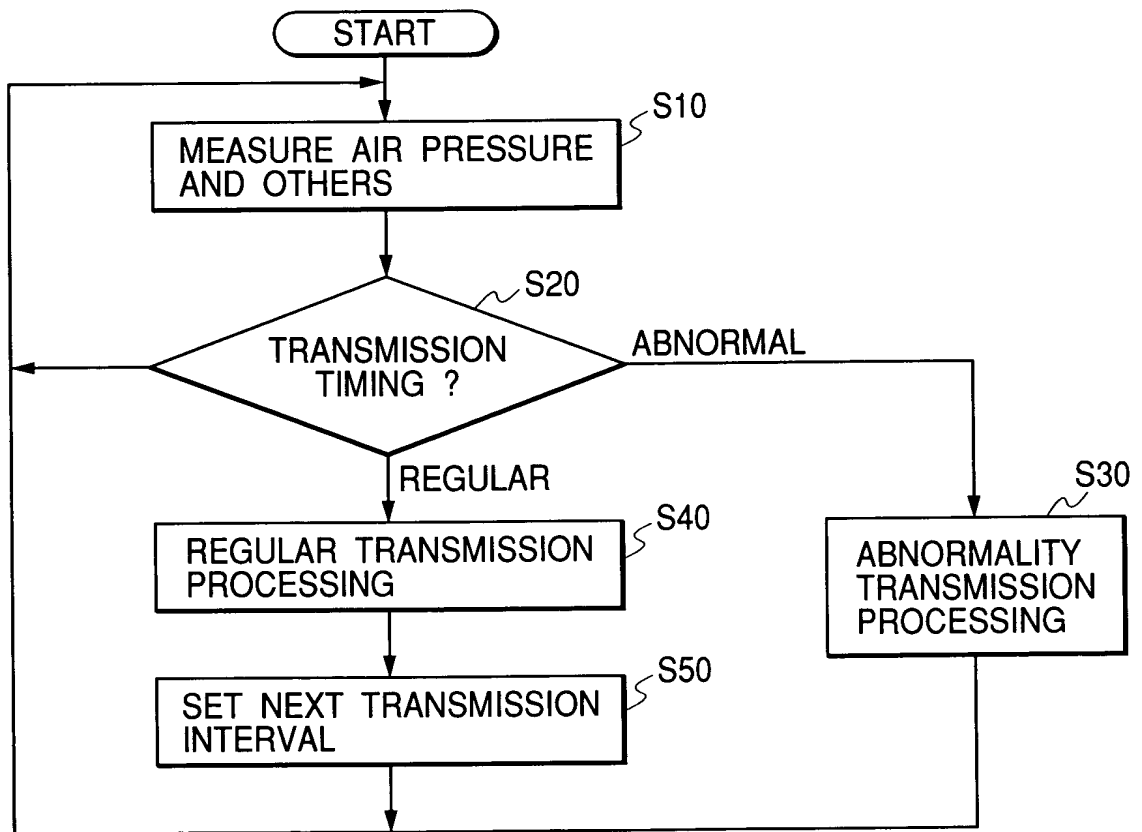 START
S10
MEASURE AIR PRESSURE
AND OTHERS
S20
TRANSMISSION
TIMING ?
ABNORMAL
REGULAR
S40
REGULAR TRANSMISSION
PROCESSING
S30
ABNORMALITY
TRANSMISSION
PROCESSING
S50
SET NEXT TRANSMISSION
INTERVAL